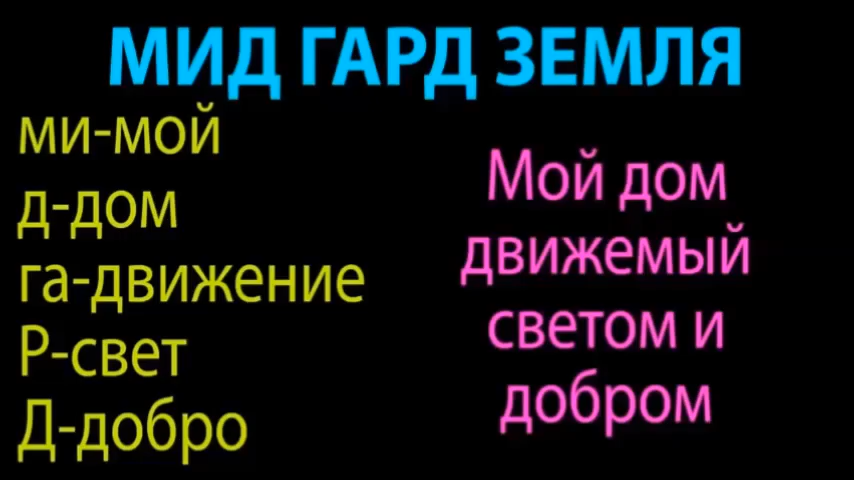 МИД ГАРД ЗЕМЛЯ
ми-мой
д-дом
га-движение
Р-свет
Д-добро
Мой дом
движемый
светом и
добром